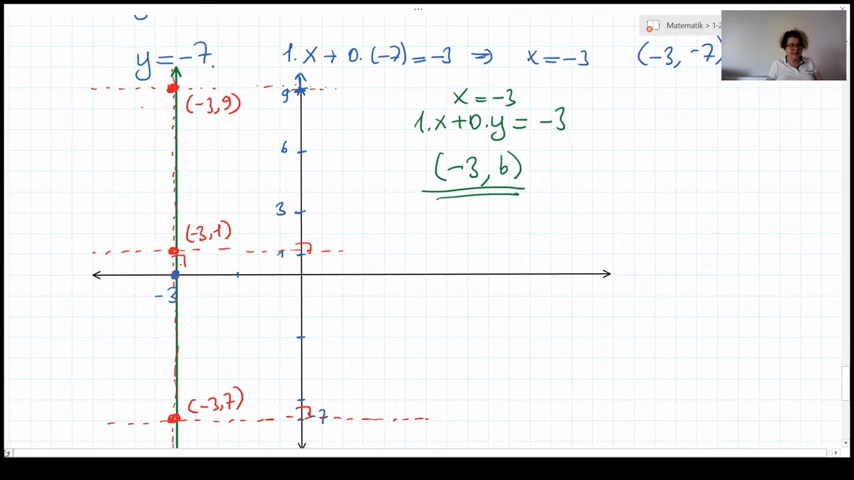 Matematik > 1-2
y = -7. 1.x + 0.(-7) = -3 ⇒ x = -3 (-3, -7)
9 (-3,9) x = -3
1.x + 0.y = -3
6 (-3, b)
3
(-3,1) 1
-3
(-3,7)
-7